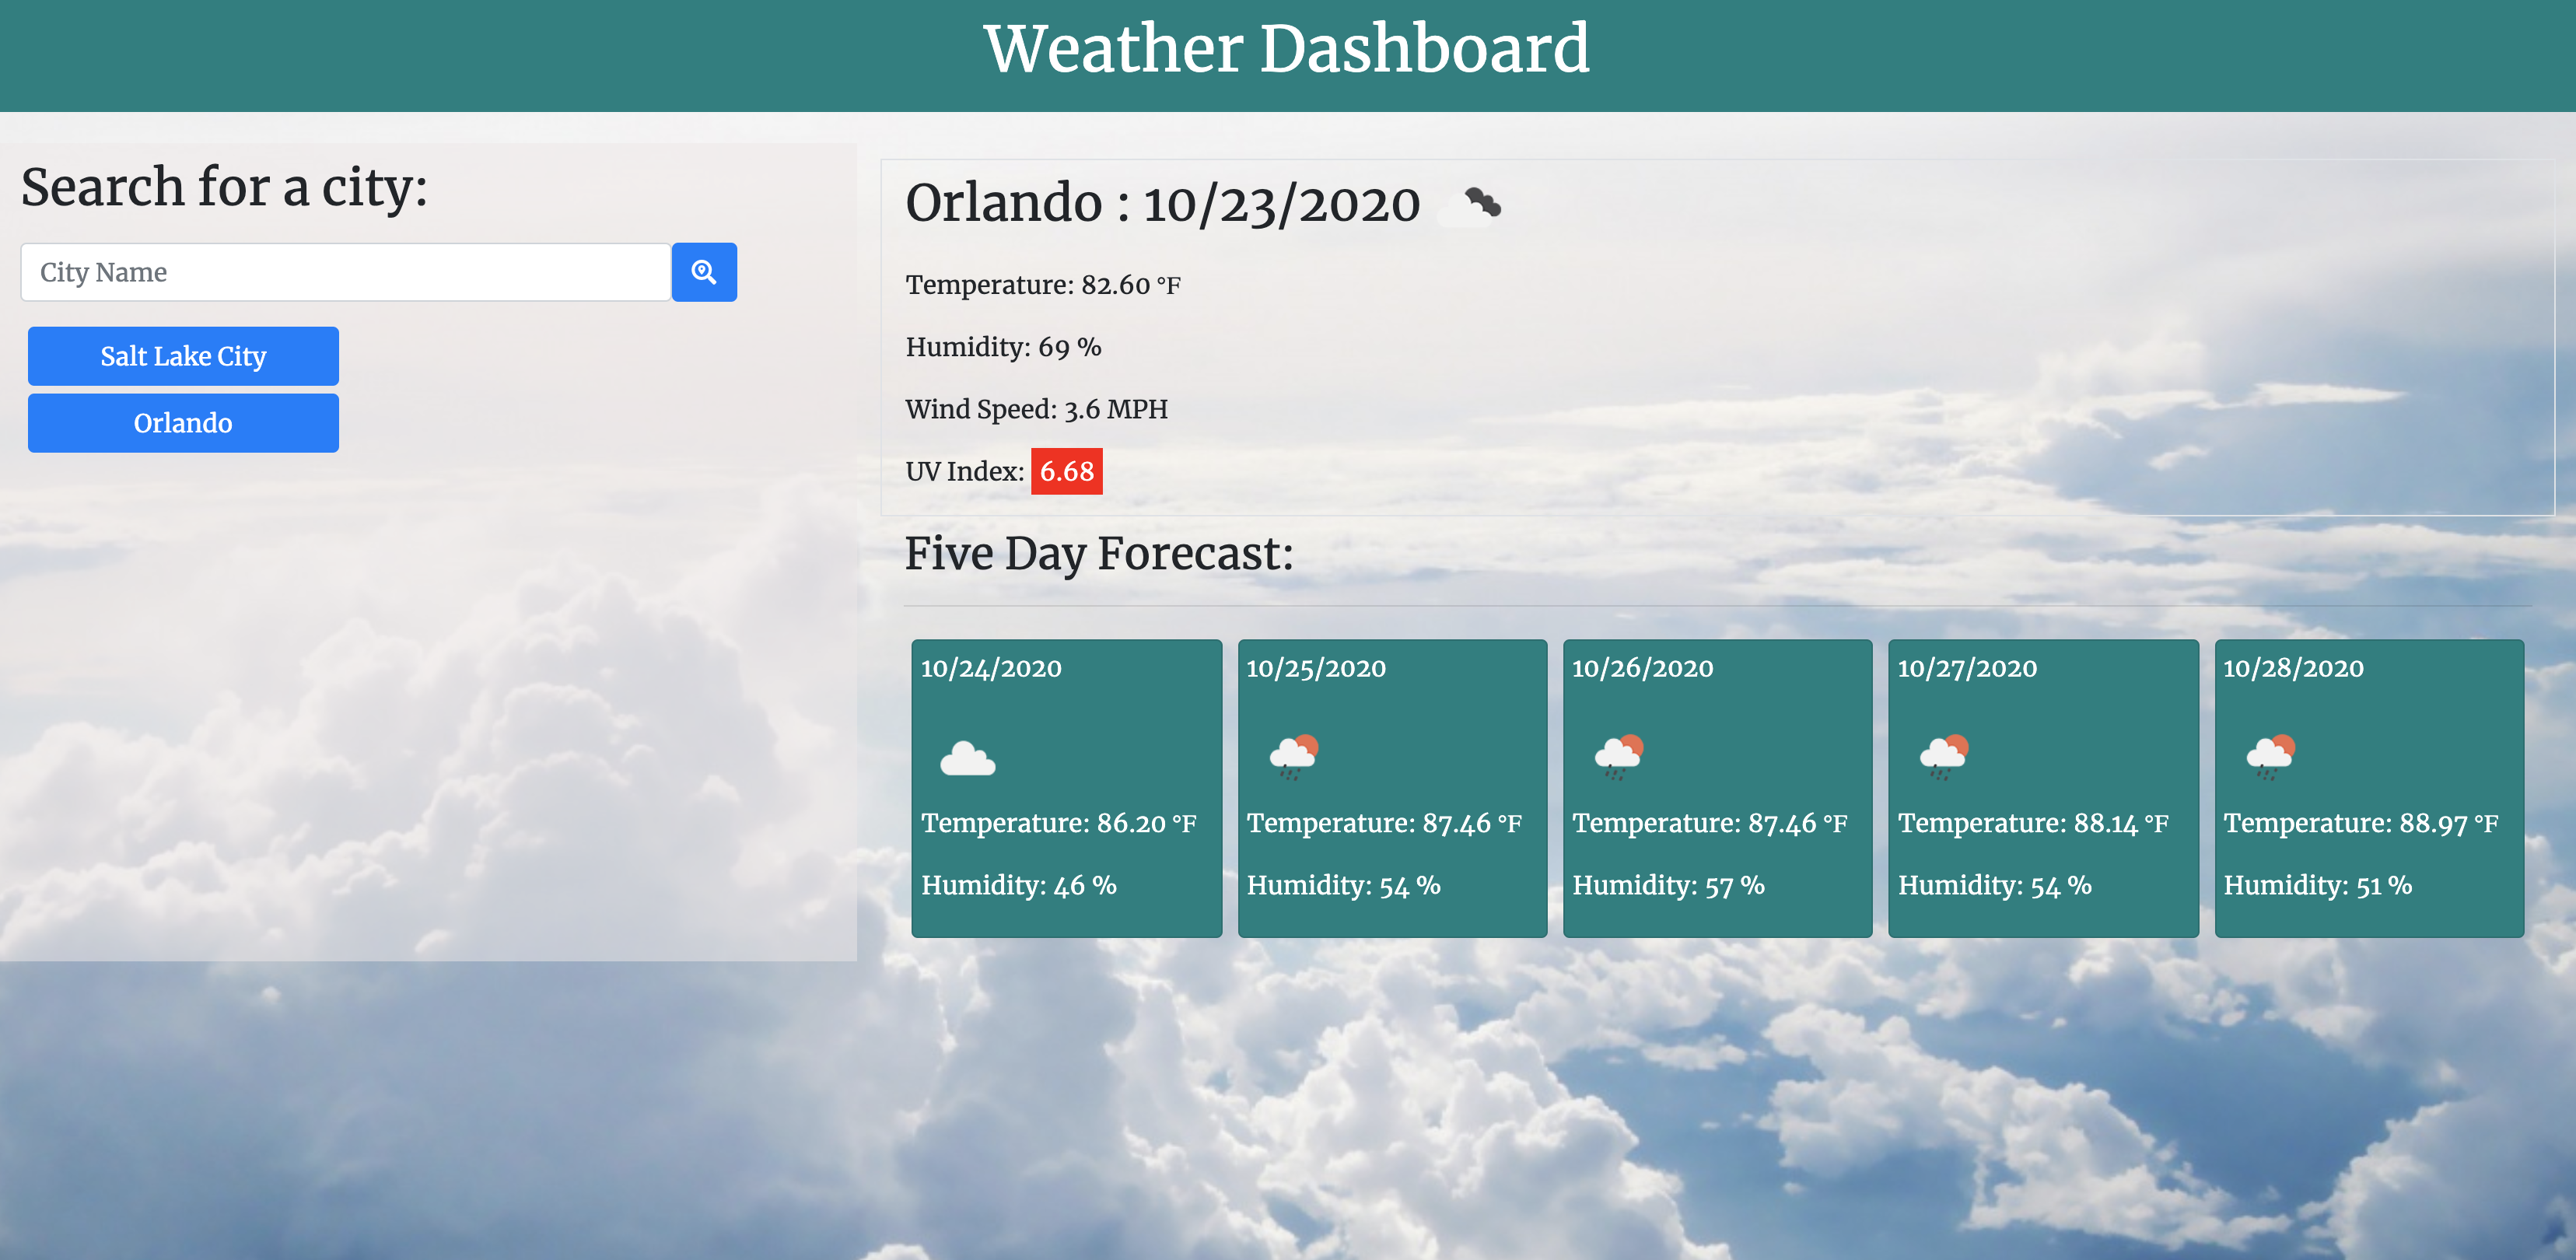 Weather Dashboard
Search for a city:
City Name
Salt Lake City
Orlando
Orlando : 10/23/2020
Temperature: 82.60 °F
Humidity: 69 %
Wind Speed: 3.6 MPH
UV Index: 6.68
Five Day Forecast:
10/24/2020
Temperature: 86.20 °F
Humidity: 46 %
10/25/2020
Temperature: 87.46 °F
Humidity: 54 %
10/26/2020
Temperature: 87.46 °F
Humidity: 57 %
10/27/2020
Temperature: 88.14 °F
Humidity: 54 %
10/28/2020
Temperature: 88.97 °F
Humidity: 51 %